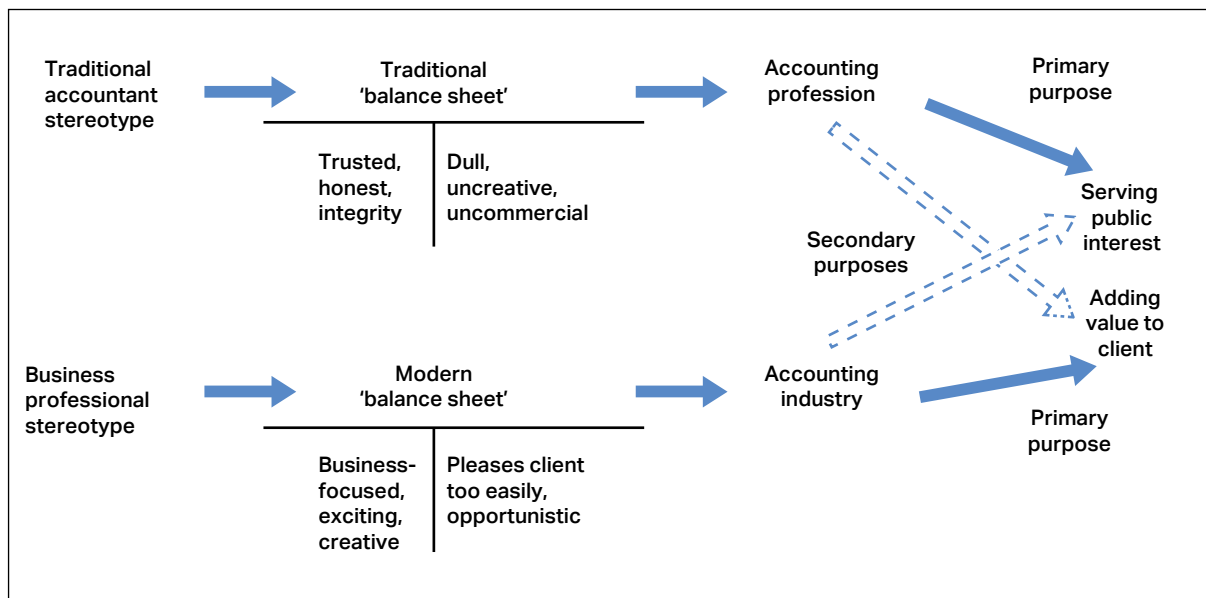 Traditional
accountant
stereotype
Traditional
‘balance sheet’
Trusted,
honest,
integrity
Dull,
uncreative,
uncommercial
Accounting
profession
Primary
purpose
Serving
public
interest
Secondary
purposes
Adding
value to
client
Business
professional
stereotype
Modern
‘balance sheet’
Business-
focused,
exciting,
creative
Pleases client
too easily,
opportunistic
Accounting
industry
Primary
purpose